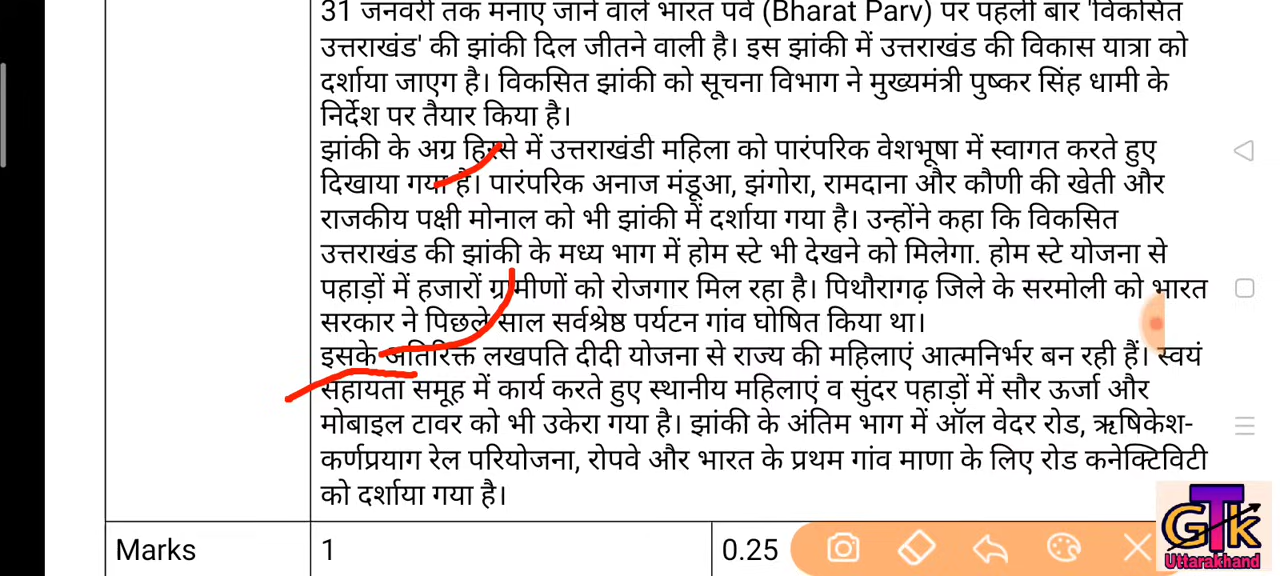 31 जनवरी तक मनाए जाने वाले भारत पर्व (Bharat Parv) पर पहली बार 'विकसित
उत्तराखंड' की झांकी दिल जीतने वाली है। इस झांकी में उत्तराखंड की विकास यात्रा को
दर्शाया जाएग है। विकसित झांकी को सूचना विभाग ने मुख्यमंत्री पुष्कर सिंह धामी के
निर्देश पर तैयार किया है।
झांकी के अग्र हिस्से में उत्तराखंडी महिला को पारंपरिक वेशभूषा में स्वागत करते हुए
दिखाया गया है। पारंपरिक अनाज मंडूआ, झंगोरा, रामदाना और कौणी की खेती और
राजकीय पक्षी मोनाल को भी झांकी में दर्शाया गया है। उन्होंने कहा कि विकसित
उत्तराखंड की झांकी के मध्य भाग में होम स्टे भी देखने को मिलेगा. होम स्टे योजना से
पहाड़ों में हजारों ग्रामीणों को रोजगार मिल रहा है। पिथौरागढ़ जिले के सरमोली को भारत
सरकार ने पिछले साल सर्वश्रेष्ठ पर्यटन गांव घोषित किया था।
इसके अतिरिक्त लखपति दीदी योजना से राज्य की महिलाएं आत्मनिर्भर बन रही हैं। स्वयं
सहायता समूह में कार्य करते हुए स्थानीय महिलाएं व सुंदर पहाड़ों में सौर ऊर्जा और
मोबाइल टावर को भी उकेरा गया है। झांकी के अंतिम भाग में ऑल वेदर रोड, ऋषिकेश-
कर्णप्रयाग रेल परियोजना, रोपवे और भारत के प्रथम गांव माणा के लिए रोड कनेक्टिविटी
को दर्शाया गया है।
Marks 1 0.25
GTk
Uttarakhand